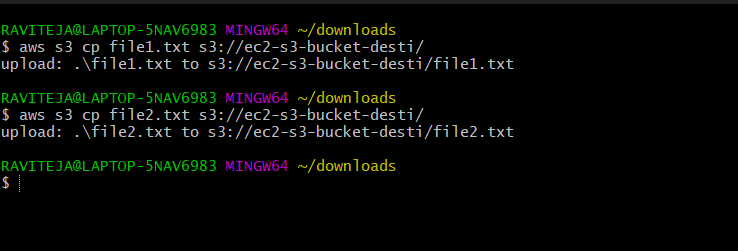 RAVITEJA@LAPTOP-5NAV6983 MINGW64 ~/downloads
$ aws s3 cp file1.txt s3://ec2-s3-bucket-desti/
upload: .\file1.txt to s3://ec2-s3-bucket-desti/file1.txt
RAVITEJA@LAPTOP-5NAV6983 MINGW64 ~/downloads
$ aws s3 cp file2.txt s3://ec2-s3-bucket-desti/
upload: .\file2.txt to s3://ec2-s3-bucket-desti/file2.txt
RAVITEJA@LAPTOP-5NAV6983 MINGW64 ~/downloads
$